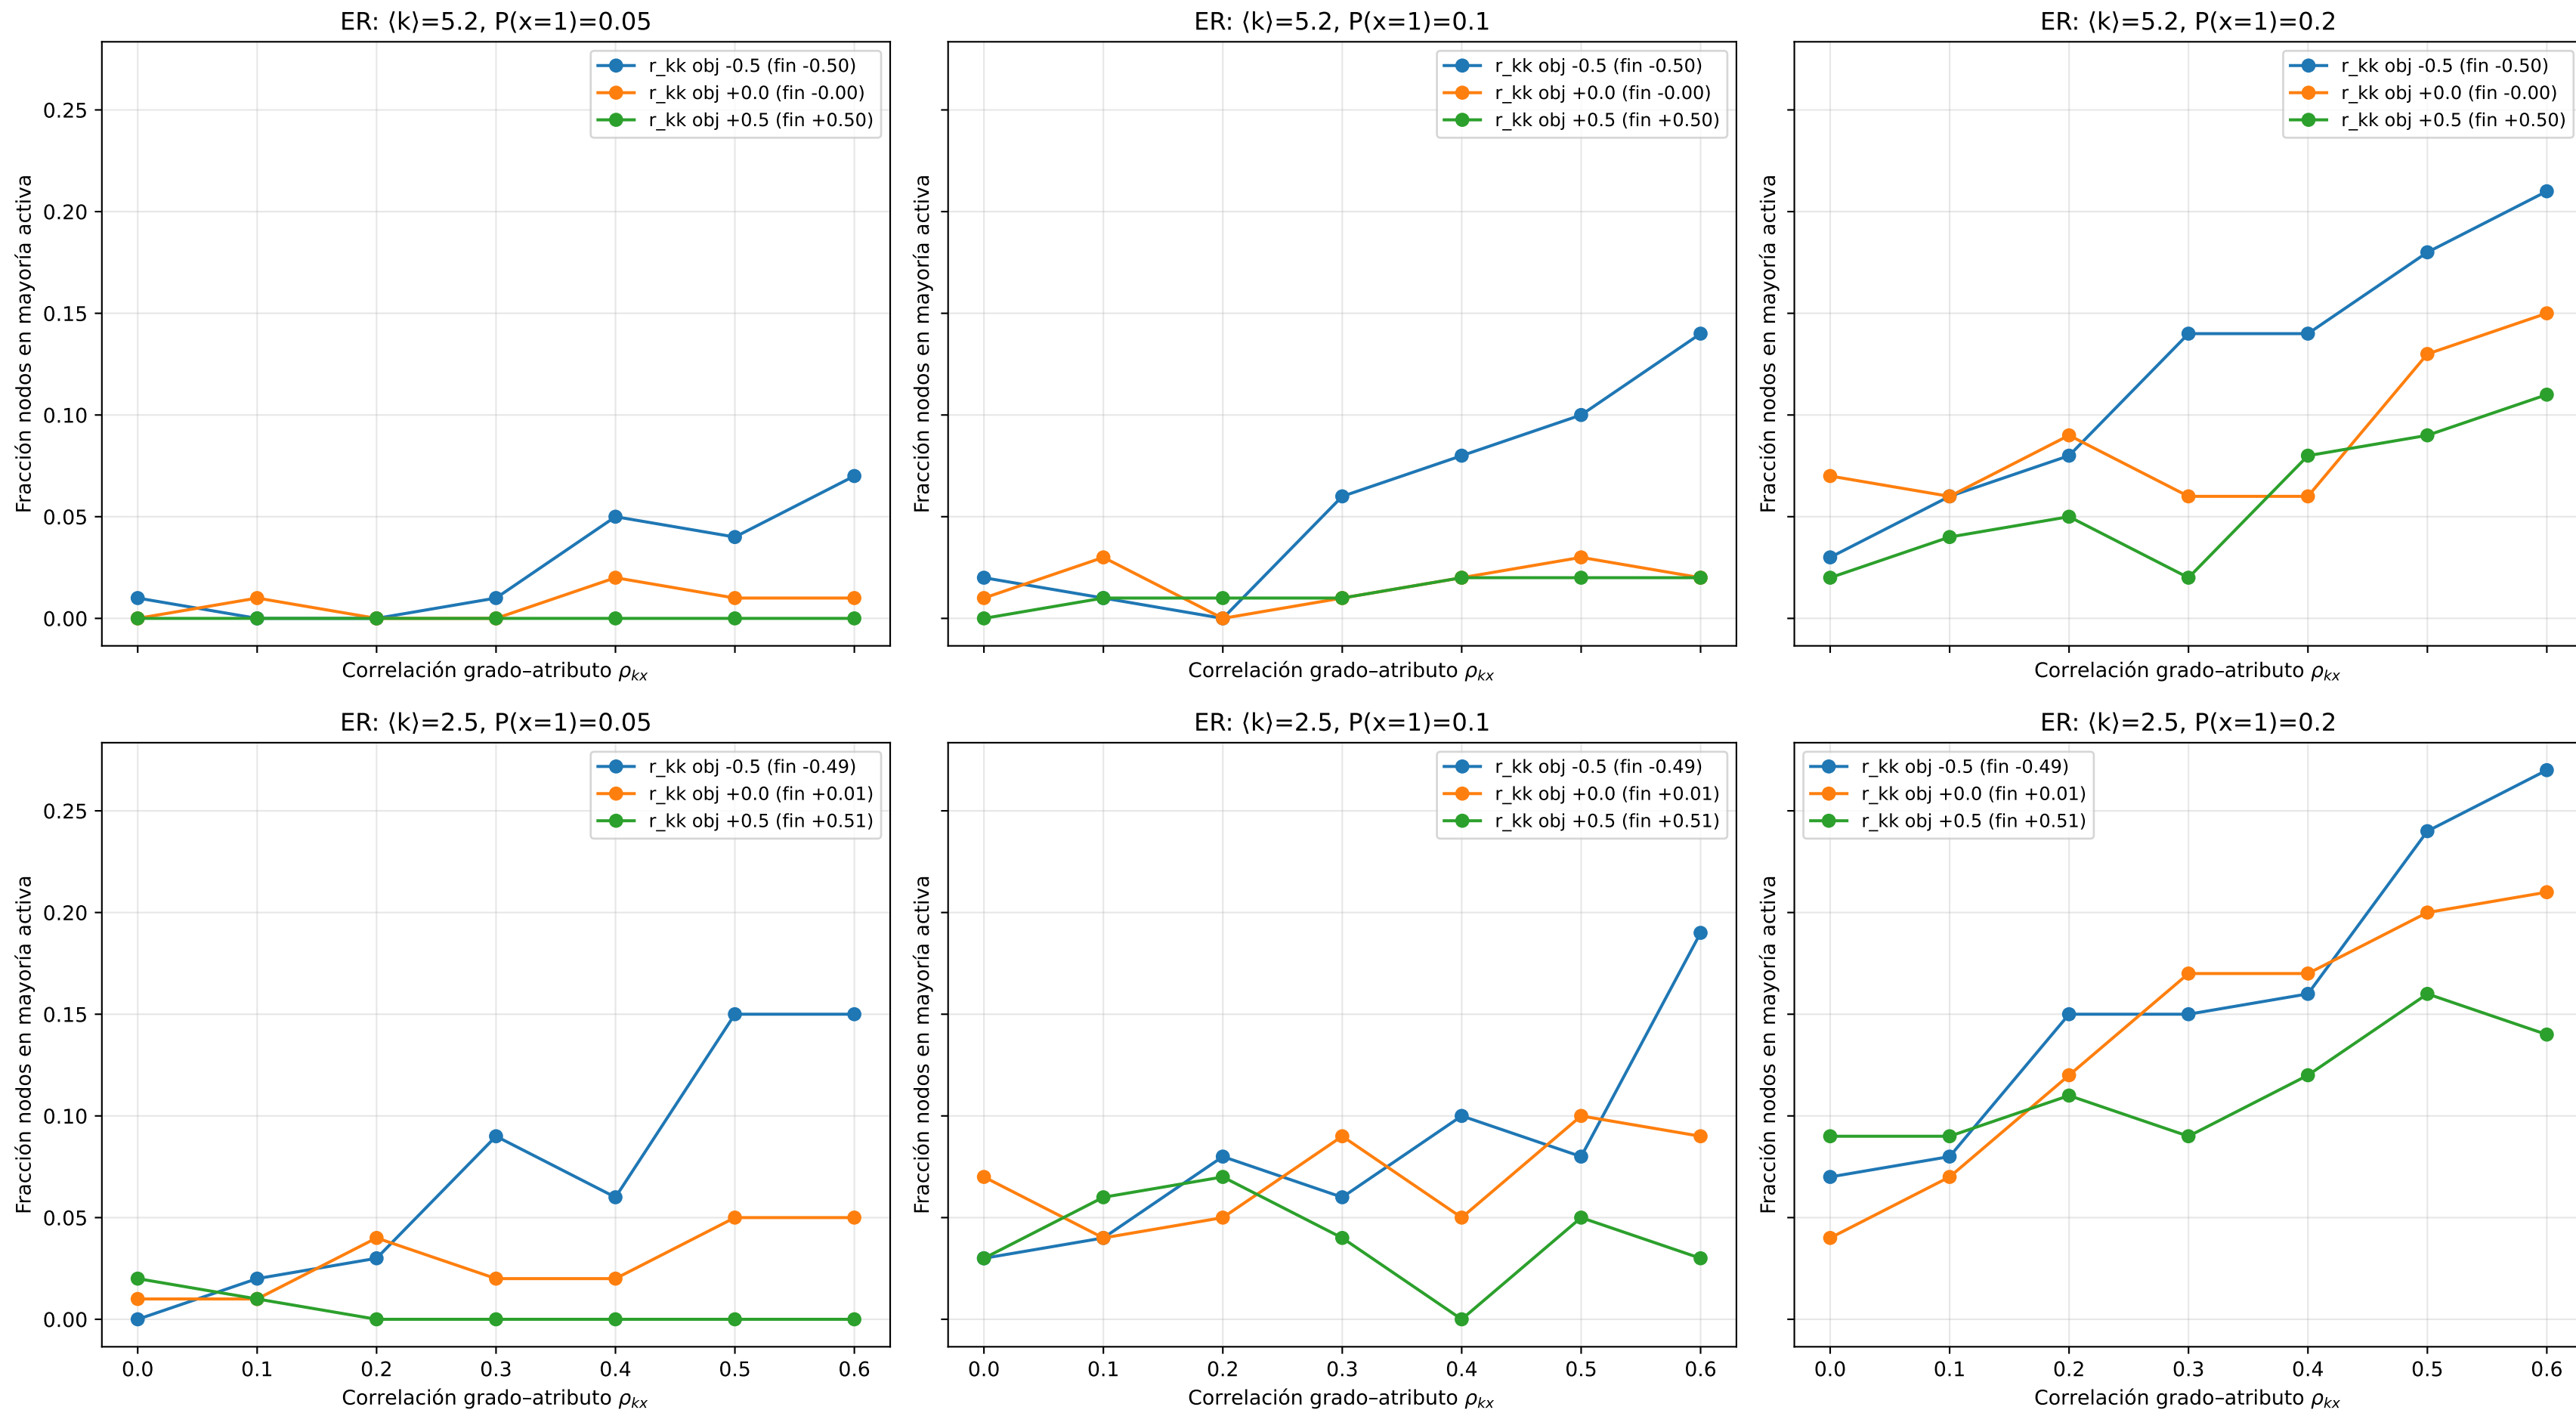 ER: ⟨k⟩=5.2, P(x=1)=0.05
r_kk obj -0.5 (fin -0.50)
r_kk obj +0.0 (fin -0.00)
r_kk obj +0.5 (fin +0.50)
Fracción nodos en mayoría activa
0.25
0.20
0.15
0.10
0.05
0.00
Correlación grado–atributo ρkx
ER: ⟨k⟩=5.2, P(x=1)=0.1
r_kk obj -0.5 (fin -0.50)
r_kk obj +0.0 (fin -0.00)
r_kk obj +0.5 (fin +0.50)
Fracción nodos en mayoría activa
Correlación grado–atributo ρkx
ER: ⟨k⟩=5.2, P(x=1)=0.2
r_kk obj -0.5 (fin -0.50)
r_kk obj +0.0 (fin -0.00)
r_kk obj +0.5 (fin +0.50)
Fracción nodos en mayoría activa
Correlación grado–atributo ρkx
ER: ⟨k⟩=2.5, P(x=1)=0.05
r_kk obj -0.5 (fin -0.49)
r_kk obj +0.0 (fin +0.01)
r_kk obj +0.5 (fin +0.51)
Fracción nodos en mayoría activa
0.25
0.20
0.15
0.10
0.05
0.00
0.0 0.1 0.2 0.3 0.4 0.5 0.6
Correlación grado–atributo ρkx
ER: ⟨k⟩=2.5, P(x=1)=0.1
r_kk obj -0.5 (fin -0.49)
r_kk obj +0.0 (fin +0.01)
r_kk obj +0.5 (fin +0.51)
Fracción nodos en mayoría activa
0.0 0.1 0.2 0.3 0.4 0.5 0.6
Correlación grado–atributo ρkx
ER: ⟨k⟩=2.5, P(x=1)=0.2
r_kk obj -0.5 (fin -0.49)
r_kk obj +0.0 (fin +0.01)
r_kk obj +0.5 (fin +0.51)
Fracción nodos en mayoría activa
0.0 0.1 0.2 0.3 0.4 0.5 0.6
Correlación grado–atributo ρkx